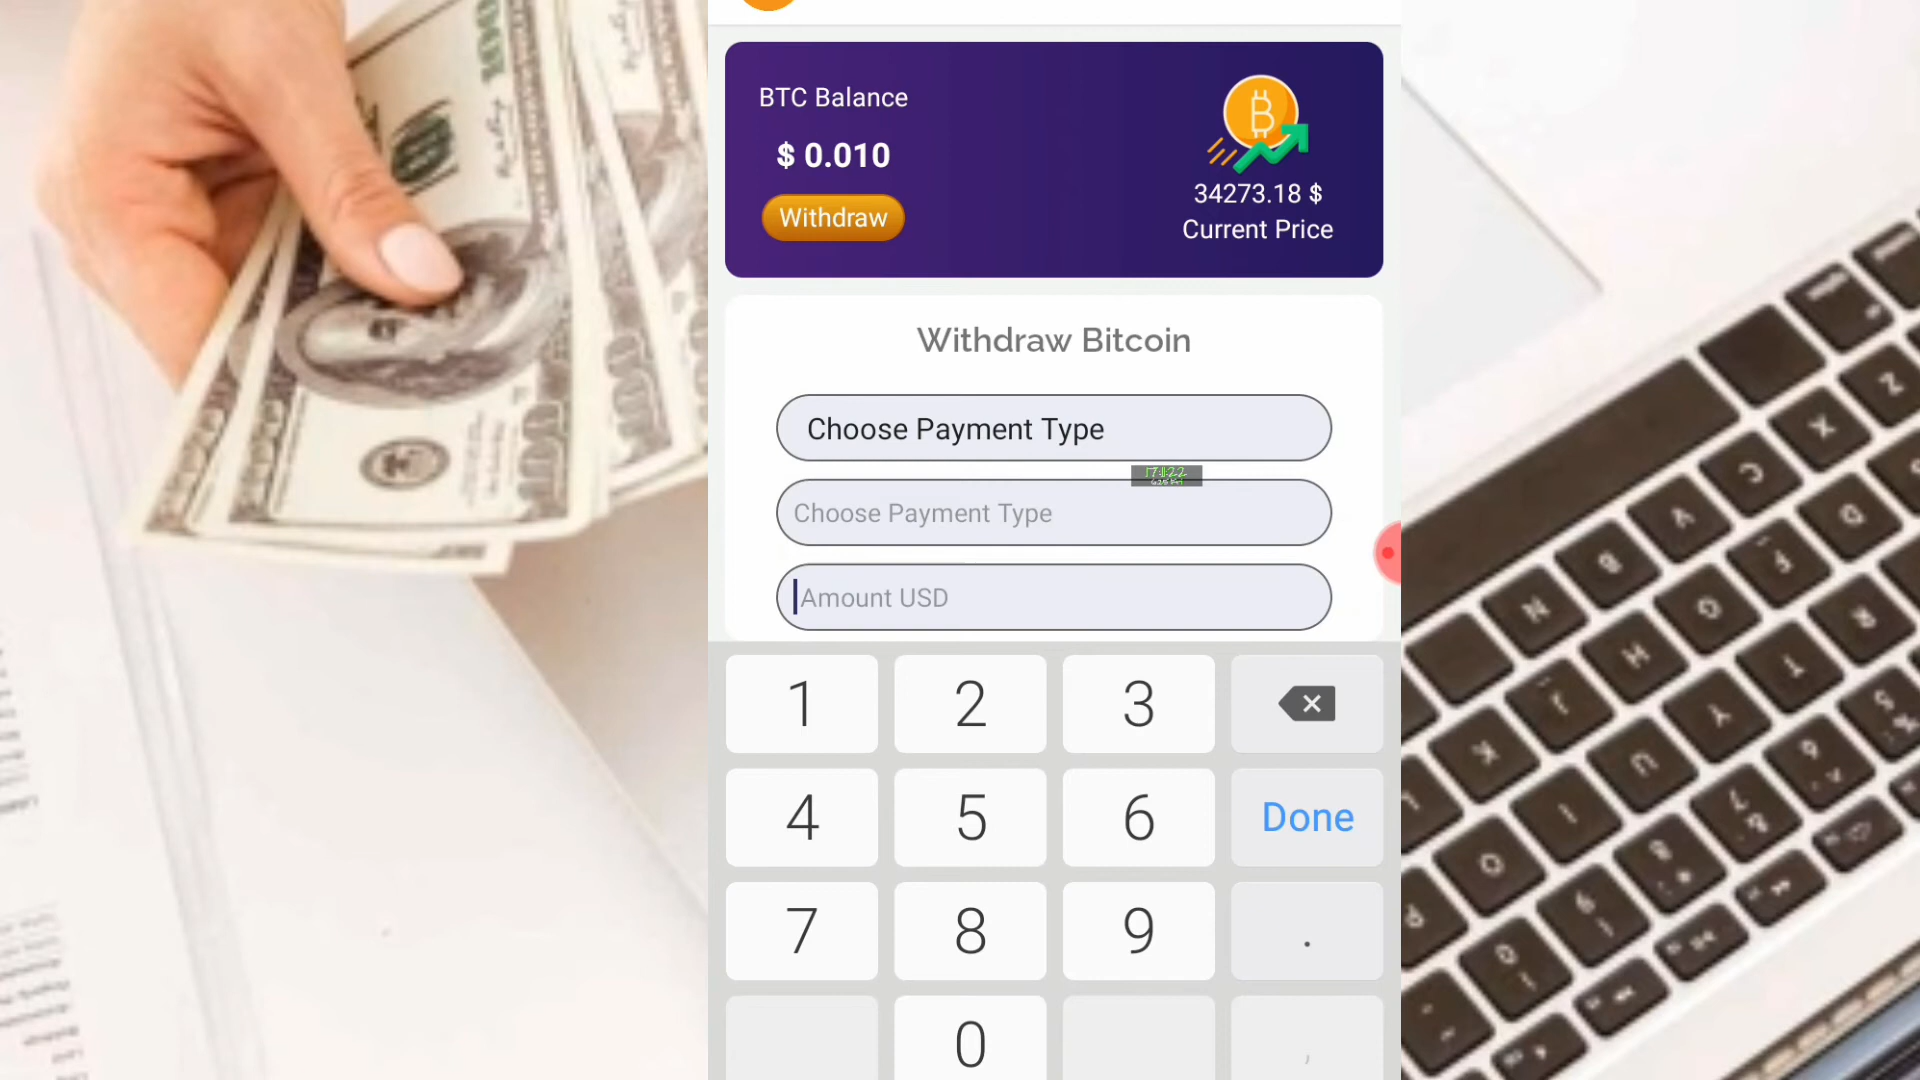 BTC Balance
$ 0.010
Withdraw
34273.18 $
Current Price
Withdraw Bitcoin
Choose Payment Type
Choose Payment Type
Amount USD
1 2 3
4 5 6 Done
7 8 9 .
0 ,